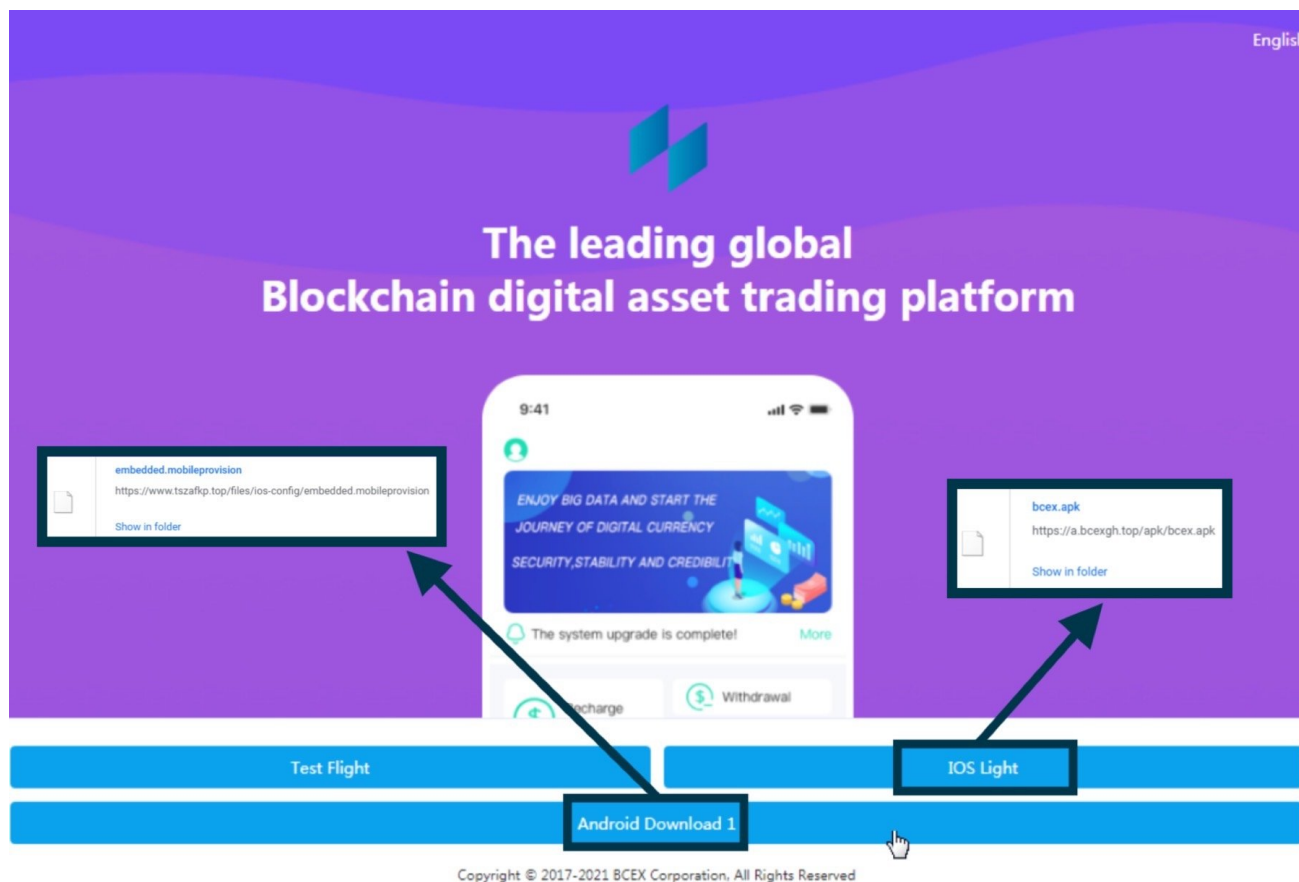 English
The leading global
Blockchain digital asset trading platform
9:41
ENJOY BIG DATA AND START THE
JOURNEY OF DIGITAL CURRENCY
SECURITY,STABILITY AND CREDIBILIT
The system upgrade is complete!
More
Recharge
Withdrawal
embedded.mobileprovision
https://www.tszafkp.top/files/ios-config/embedded.mobileprovision
Show in folder
bcex.apk
https://a.bcexgh.top/apk/bcex.apk
Show in folder
Test Flight
IOS Light
Android Download 1
Copyright © 2017-2021 BCEX Corporation, All Rights Reserved